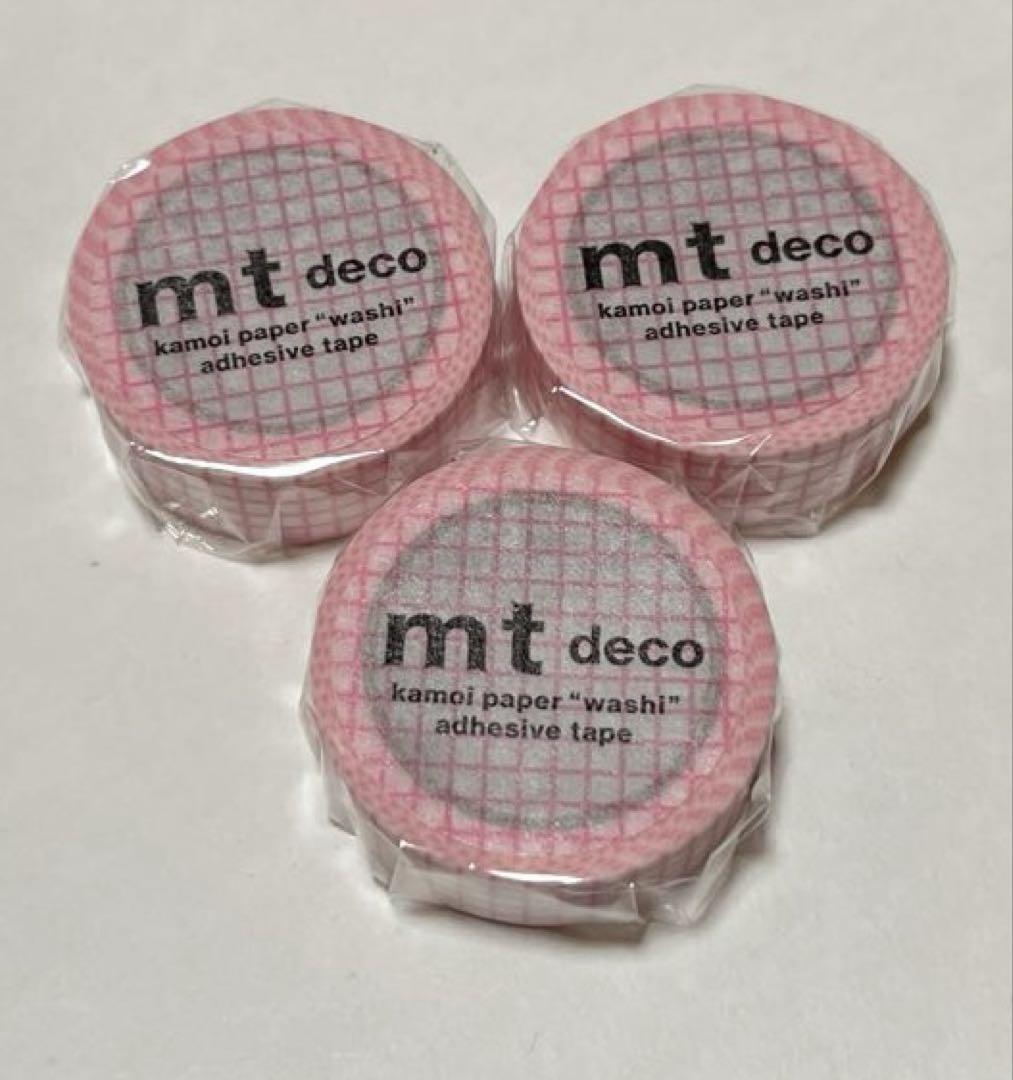 mt deco
kamoi paper “washi”
adhesive tape
mt deco
kamoi paper “washi”
adhesive tape
mt deco
kamoi paper “washi”
adhesive tape